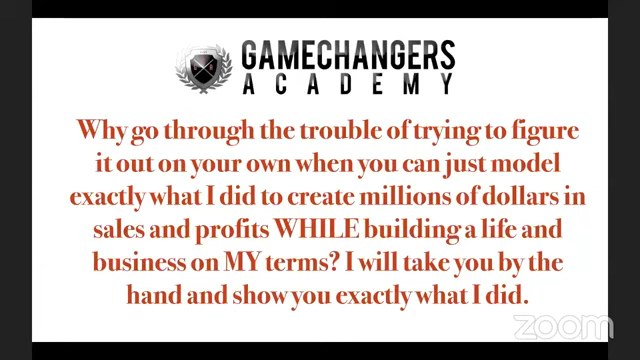 GAMECHANGERS
ACADEMY
Why go through the trouble of trying to figure
it out on your own when you can just model
exactly what I did to create millions of dollars in
sales and profits WHILE building a life and
business on MY terms? I will take you by the
hand and show you exactly what I did.
zoom